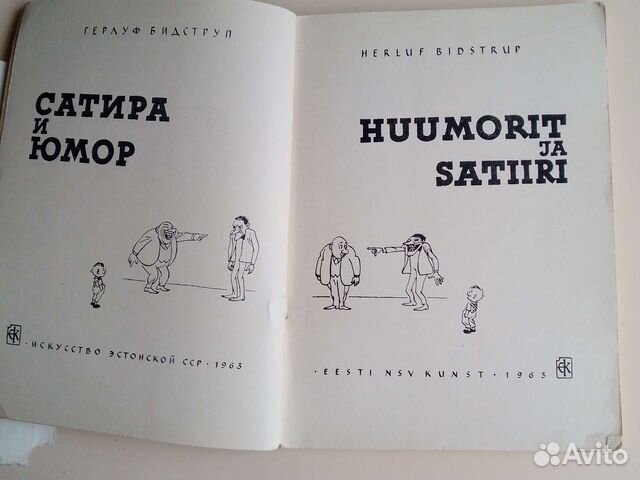 ГЕРЛУФ БИДСТРУП
САТИРА
И
ЮМОР
· ИСКУССТВО ЭСТОНСКОЙ ССР · 1963
HERLUF BIDSTRUP
HUUMORIT
JA
SATIIRI
· EESTI NSV KUNST · 1963
Avito